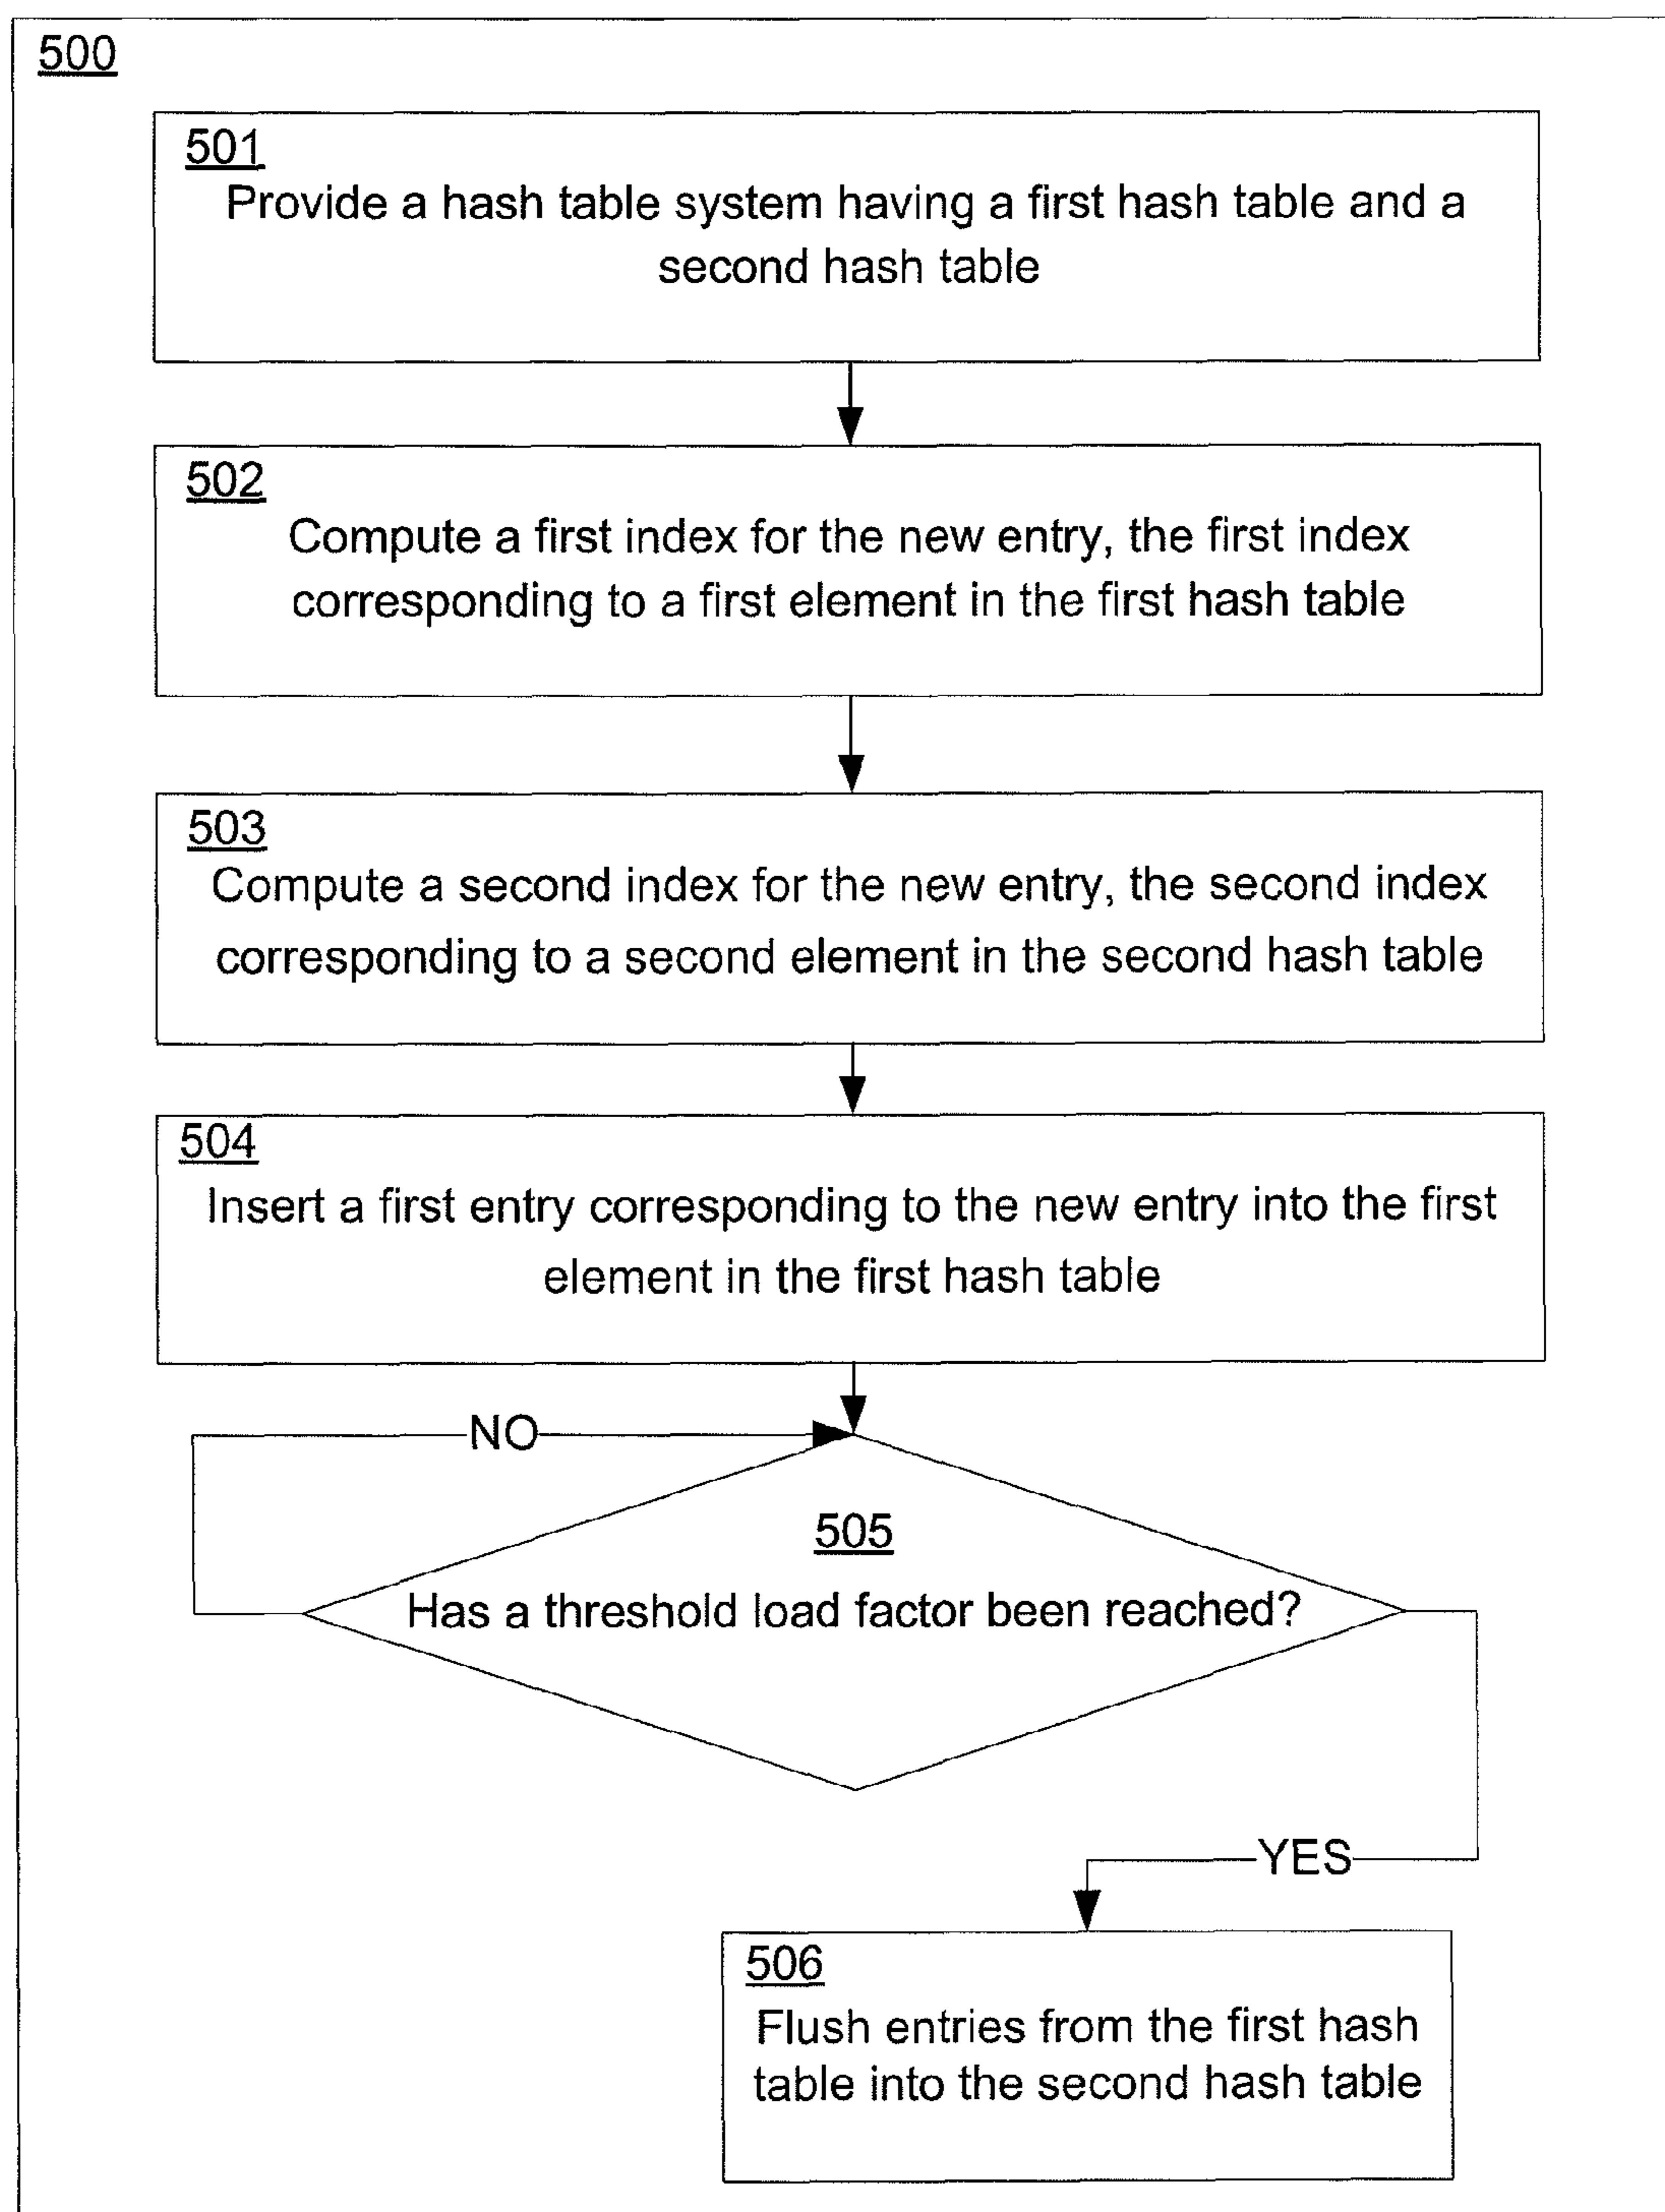 500
501
Provide a hash table system having a first hash table and a
second hash table
502
Compute a first index for the new entry, the first index
corresponding to a first element in the first hash table
503
Compute a second index for the new entry, the second index
corresponding to a second element in the second hash table
504
Insert a first entry corresponding to the new entry into the first
element in the first hash table
NO
505
Has a threshold load factor been reached?
YES
506
Flush entries from the first hash
table into the second hash table